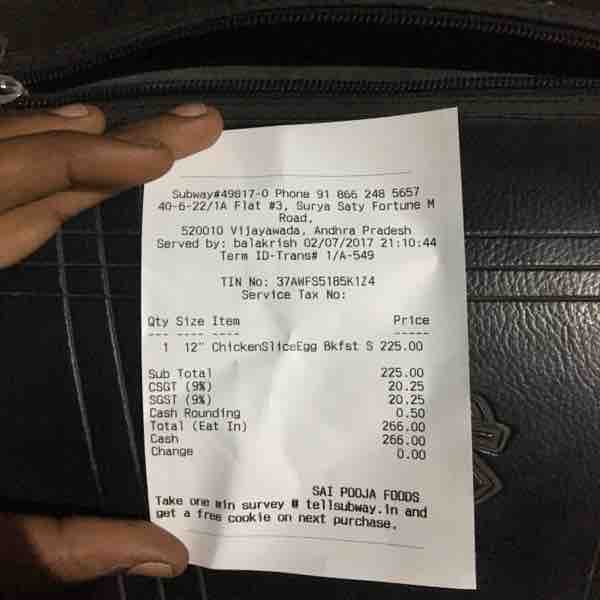 Subway#49817-0 Phone 91 866 248 5657
40-6-22/1A Flat #3, Surya Saty Fortune M
Road,
520010 Vijayawada, Andhra Pradesh
Served by: balakrish 02/07/2017 21:10:44
Term ID-Trans# 1/A-549
TIN No: 37AWFS5185K1Z4
Service Tax No:
Qty Size Item Price
--- ---- ---- -----
1 12" ChickenSliceEgg Bkfst S 225.00
Sub Total 225.00
CSGT (9%) 20.25
SGST (9%) 20.25
Cash Rounding 0.50
Total (Eat In) 266.00
Cash 266.00
Change 0.00
SAI POOJA FOODS
Take one min survey @ tellsubway.in and
get a free cookie on next purchase.